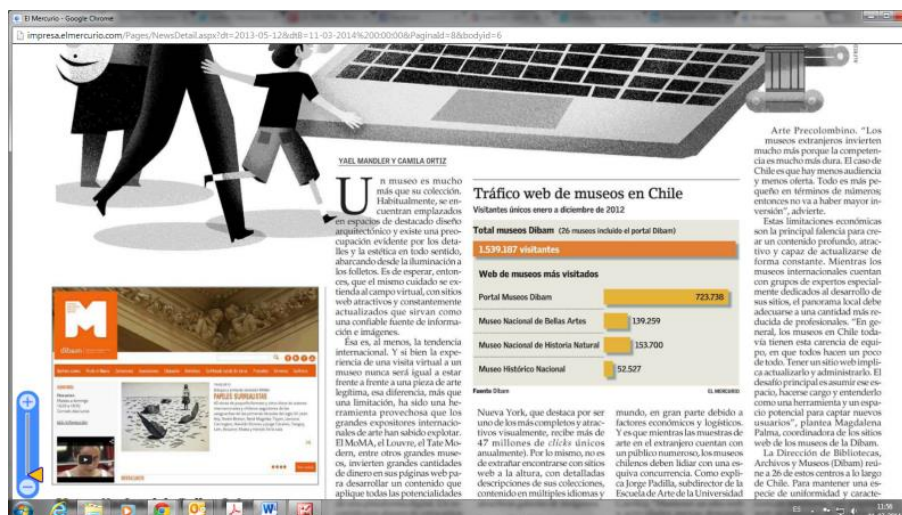 El Mercurio - Google Chrome
impresa.elmercurio.com/Pages/NewsDetail.aspx?dt=2013-05-12&dtB=11-03-2014%200:00:00&PaginaId=8&bodyid=6
YAEL MANDLER Y CAMILA ORTIZ
Un museo es mucho
más que su colección.
Habitualmente, se en-
cuentran emplazados
en espacios de destacado diseño
arquitectónico y existe una preo-
cupación evidente por los deta-
lles y la estética en todo sentido,
abarcando desde la iluminación a
los folletos. Es de esperar, enton-
ces, que el mismo cuidado se ex-
tienda al campo virtual, con sitios
web atractivos y constantemente
actualizados que sirvan como
una confiable fuente de informa-
ción e imágenes.
Esa es, al menos, la tendencia
internacional. Y si bien la expe-
riencia de una visita virtual a un
museo nunca será igual a estar
frente a frente a una pieza de arte
legítima, esa diferencia, más que
una limitación, ha sido una he-
rramienta provechosa que los
grandes expositores internacio-
nales de arte han sabido explotar.
El MoMA, el Louvre, el Tate Mo-
dern, entre otros grandes muse-
os, invierten grandes cantidades
de dinero en sus páginas web pa-
ra desarrollar un contenido que
aplique todas las potencialidades
Tráfico web de museos en Chile
Visitantes únicos enero a diciembre de 2012
Total museos Dibam (26 museos incluido el portal Dibam)
1.539.187 visitantes
Web de museos más visitados
Portal Museos Dibam 723.738
Museo Nacional de Bellas Artes 139.259
Museo Nacional de Historia Natural 153.700
Museo Histórico Nacional 52.527
Fuente: Dibam EL MERCURIO
Nueva York, que destaca por ser
uno de los más completos y atrac-
tivos visualmente, recibe más de
47 millones de clicks únicos
anualmente). Por lo mismo, no es
de extrañar encontrarse con sitios
web a la altura, con detalladas
descripciones de sus colecciones,
contenido en múltiples idiomas y
mundo, en gran parte debido a
factores económicos y logísticos.
Y es que mientras las muestras de
arte en el extranjero cuentan con
un público numeroso, los museos
chilenos deben lidiar con una es-
quiva concurrencia. Como expli-
ca Jorge Padilla, subdirector de la
Escuela de Arte de la Universidad
Arte Precolombino. "Los
museos extranjeros invierten
mucho más porque la competen-
cia es mucho más dura. El caso de
Chile es que hay menos audiencia
y menos oferta. Todo es más pe-
queño en términos de números;
entonces no va a haber mayor in-
versión", advierte.
Estas limitaciones económicas
son la principal falencia para cre-
ar un contenido profundo, atrac-
tivo y capaz de actualizarse de
forma constante. Mientras los
museos internacionales cuentan
con grupos de expertos especial-
mente dedicados al desarrollo de
sus sitios, el panorama local debe
adecuarse a una cantidad más re-
ducida de profesionales. "En ge-
neral, los museos en Chile toda-
vía tienen esta carencia de equi-
po, en que todos hacen un poco
de todo. Tener un sitio web impli-
ca actualizarlo y administrarlo. El
desafío principal es asumir ese es-
pacio, hacerse cargo y entenderlo
como una herramienta y un espa-
cio potencial para captar nuevos
usuarios", plantea Magdalena
Palma, coordinadora de los sitios
web de los museos de la Dibam.
La Dirección de Bibliotecas,
Archivos y Museos (Dibam) reú-
ne a 26 de estos centros a lo largo
de Chile. Para mantener una es-
pecie de uniformidad y caracte-
M
dibam
PAPELES SURREALISTAS
ES
11:56